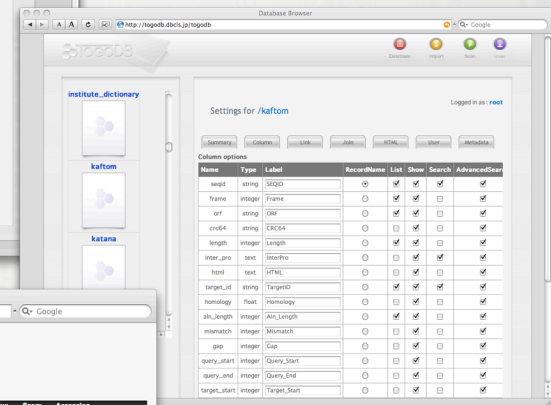 Database Browser
A A
http://togodb.dbcls.jp/togodb
Google
TOGODB
Database Import
institute_dictionary
kaftom
katana
Logged in as : root
Settings for /kaftom
Summary Column Link Join HTML User Metadata
Column options
Name Type Label RecordName List Show Search AdvancedSear
seqid string SEQID
frame integer Frame
orf string ORF
crc64 string CRC64
length integer Length
inter_pro text InterPro
html text HTML
target_id string TargetID
homology float Homology
aln_length integer Aln_Length
mismatch integer Mismatch
gap integer Gap
query_start integer Query_Start
query_end integer Query_End
target_start integer Target_Start
Google